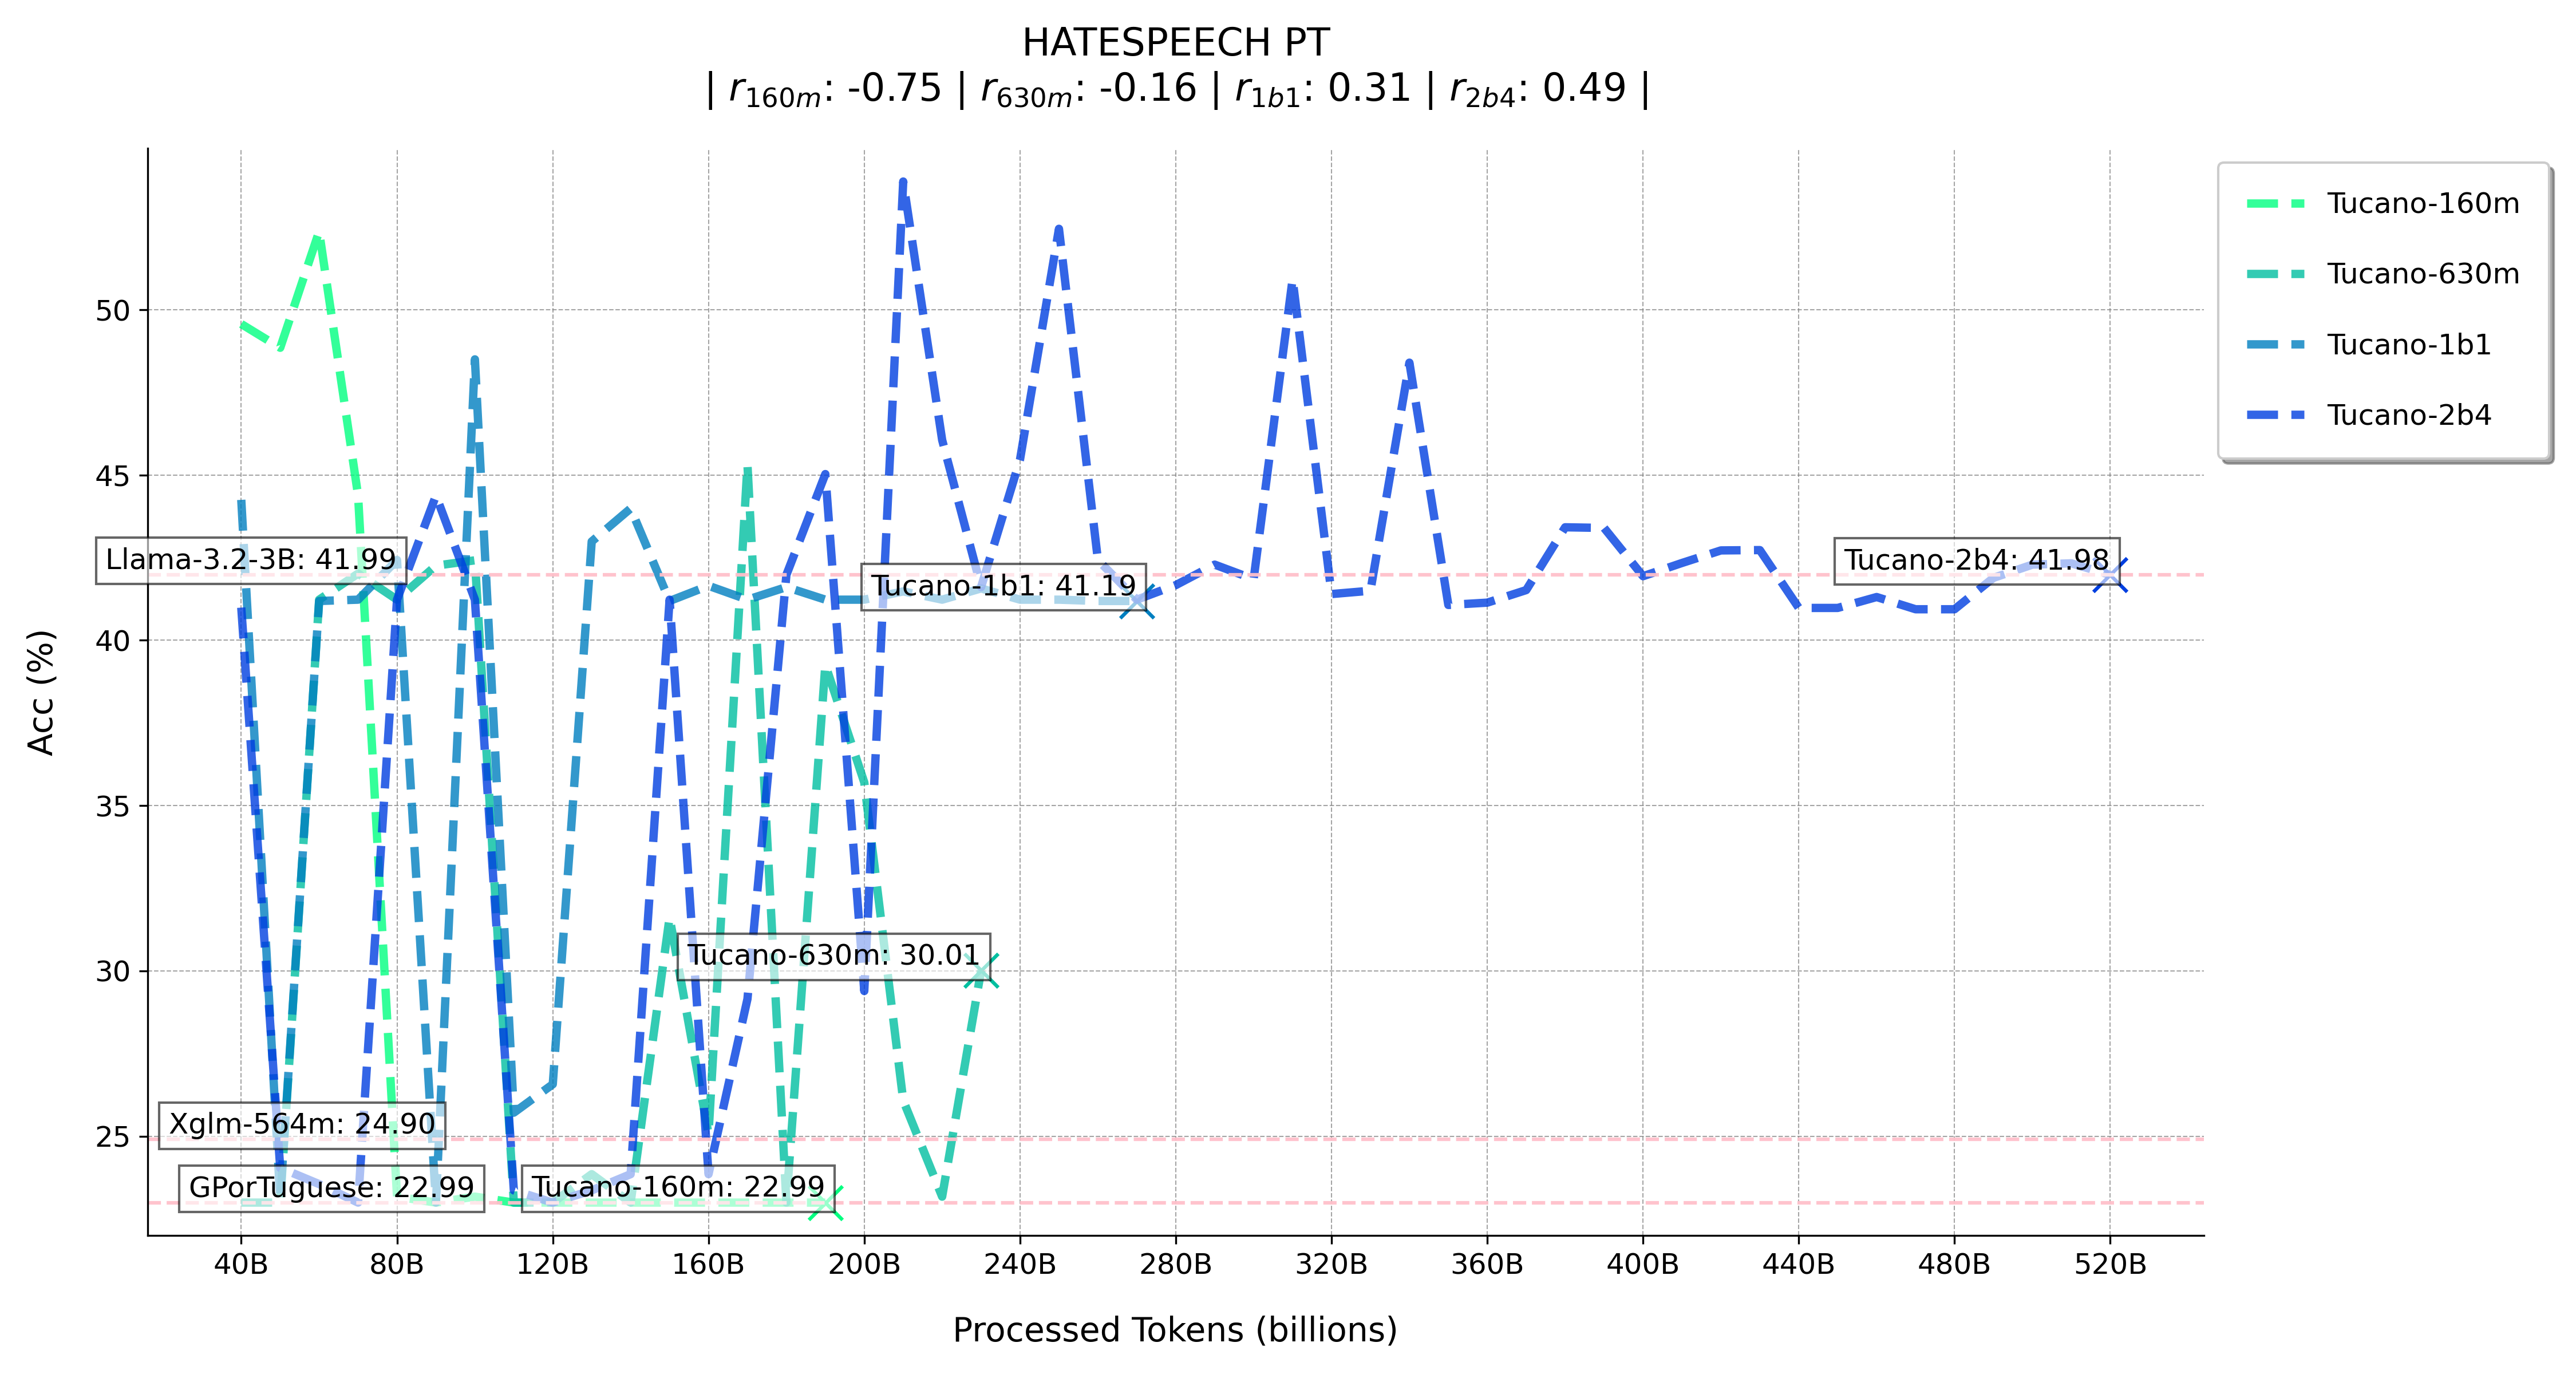 HATESPEECH PT
| r160m: -0.75 | r630m: -0.16 | r1b1: 0.31 | r2b4: 0.49 |
Tucano-160m
Tucano-630m
Tucano-1b1
Tucano-2b4
Acc (%)
50
45
40
35
30
25
Llama-3.2-3B: 41.99
Tucano-1b1: 41.19
Tucano-2b4: 41.98
Tucano-630m: 30.01
Xglm-564m: 24.90
GPorTuguese: 22.99
Tucano-160m: 22.99
40B 80B 120B 160B 200B 240B 280B 320B 360B 400B 440B 480B 520B
Processed Tokens (billions)